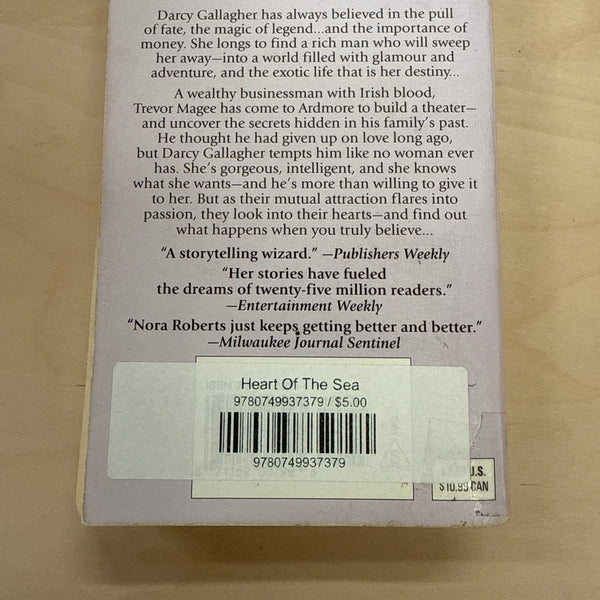 Darcy Gallagher has always believed in the pull
of fate, the magic of legend...and the importance of
money. She longs to find a rich man who will sweep
her away—into a world filled with glamour and
adventure, and the exotic life that is her destiny...
A wealthy businessman with Irish blood,
Trevor Magee has come to Ardmore to build a theater—
and uncover the secrets hidden in his family's past.
He thought he had given up on love long ago,
but Darcy Gallagher tempts him like no woman ever
has. She's gorgeous, intelligent, and she knows
what she wants—and he's more than willing to give it
to her. But as their mutual attraction flares into
passion, they look into their hearts—and find out
what happens when you truly believe...
“A storytelling wizard.” —Publishers Weekly
“Her stories have fueled
the dreams of twenty-five million readers.”
—Entertainment Weekly
“Nora Roberts just keeps getting better and better.”
—Milwaukee Journal Sentinel
Heart Of The Sea
9780749937379 / $5.00
9780749937379
U.S.
$10.99 CAN